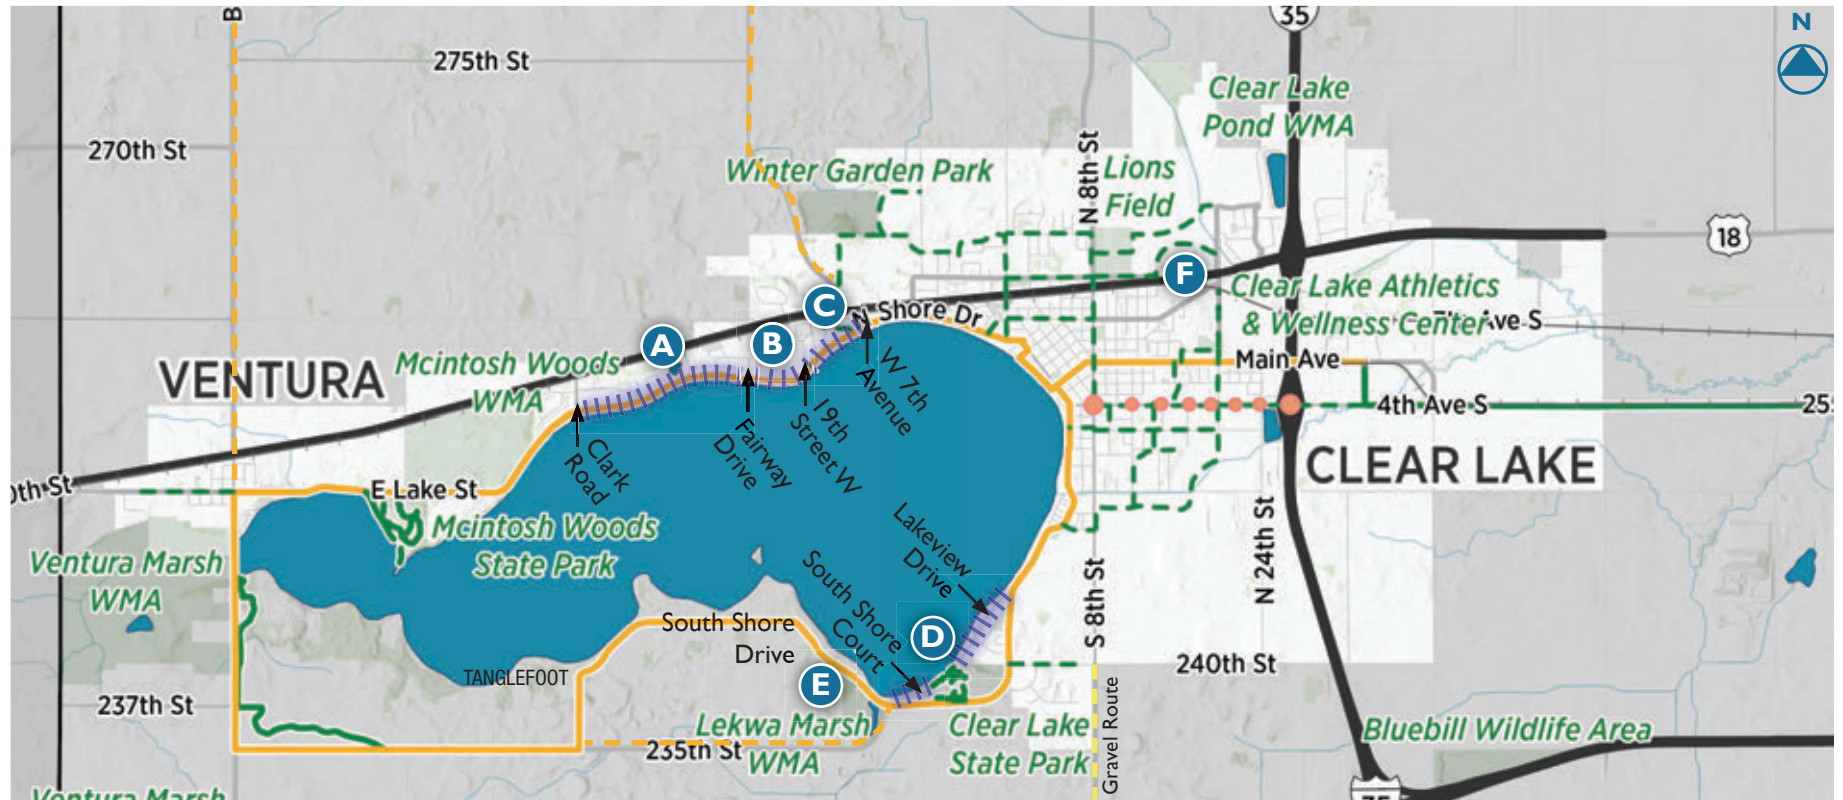 B
35
N
275th St
Clear Lake
Pond WMA
270th St
N 8th St
Winter Garden Park
Lions
Field
18
F
Clear Lake Athletics
& Wellness Center
Ave S
C
N Shore Dr
A
B
Mcintosh Woods
WMA
VENTURA
Main Ave
W 7th
Avenue
19th
Street W
Fairway
Drive
Clark
Road
4th Ave S
CLEAR LAKE
0th St
E Lake St
Mcintosh Woods
State Park
Ventura Marsh
WMA
N 24th St
Lakeview
Drive
South Shore
Court
S 8th St
South Shore
Drive
D
E
240th St
TANGLEFOOT
237th St
Lekwa Marsh
WMA
235th St
Clear Lake
State Park
Gravel Route
Bluebill Wildlife Area
Ventura Marsh
35